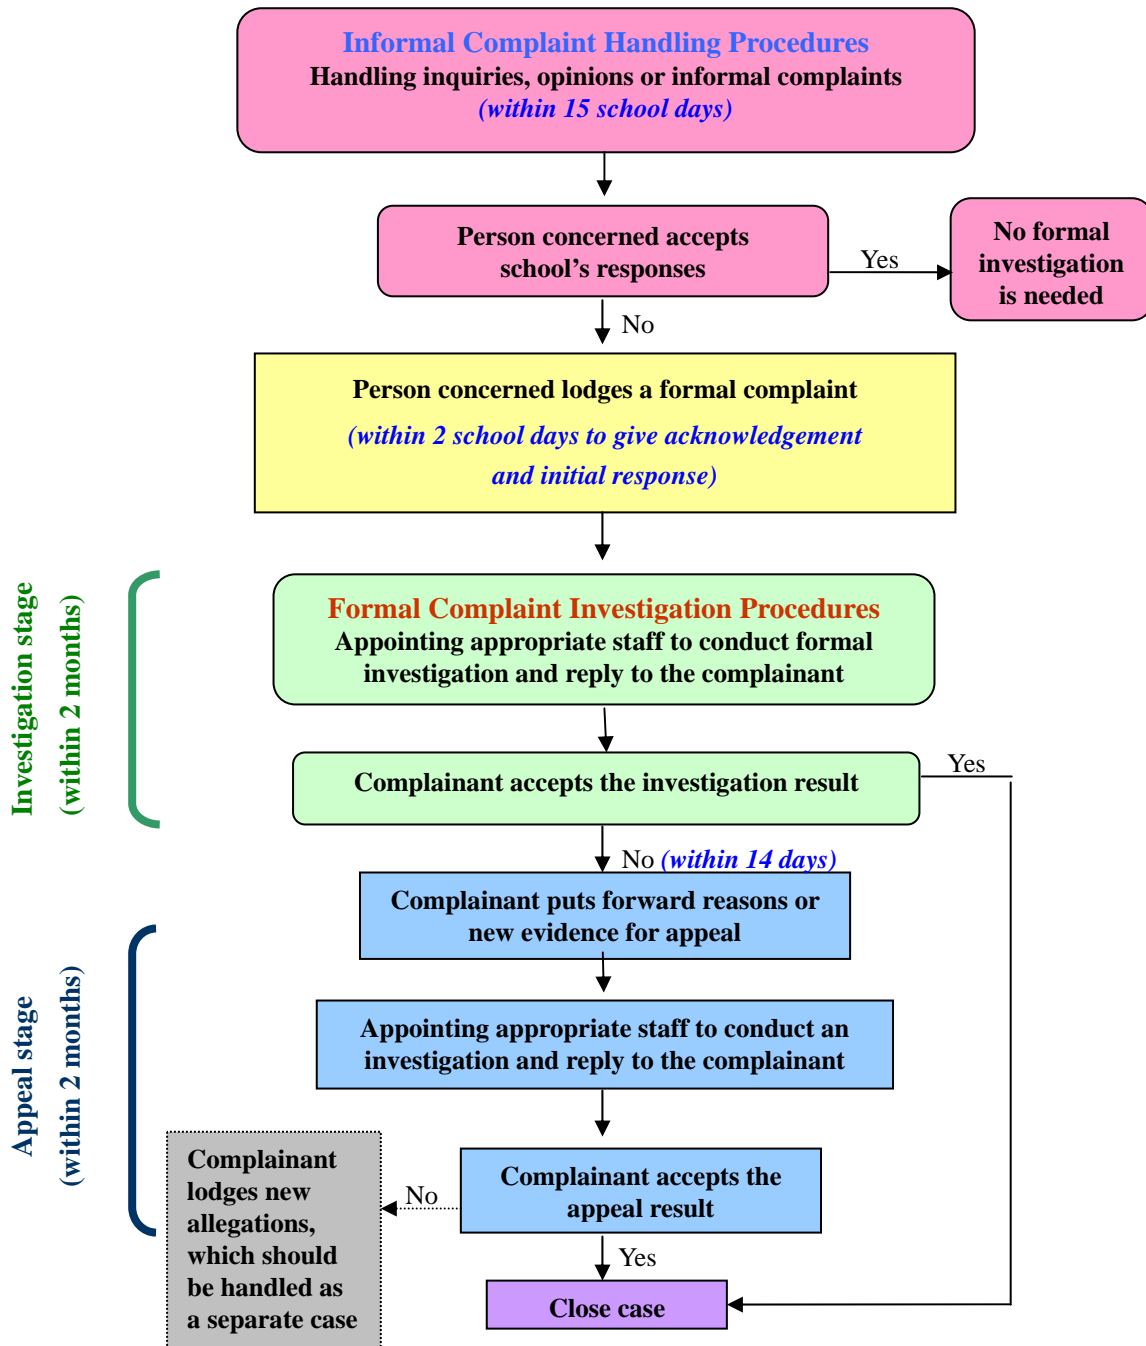 Informal Complaint Handling Procedures
Handling inquiries, opinions or informal complaints
(within 15 school days)
Person concerned accepts
school’s responses
Yes
No formal
investigation
is needed
No
Person concerned lodges a formal complaint
(within 2 school days to give acknowledgement
and initial response)
Investigation stage
(within 2 months)
Formal Complaint Investigation Procedures
Appointing appropriate staff to conduct formal
investigation and reply to the complainant
Complainant accepts the investigation result
Yes
No (within 14 days)
Appeal stage
(within 2 months)
Complainant puts forward reasons or
new evidence for appeal
Appointing appropriate staff to conduct an
investigation and reply to the complainant
Complainant accepts the
appeal result
No
Complainant
lodges new
allegations,
which should
be handled as
a separate case
Yes
Close case